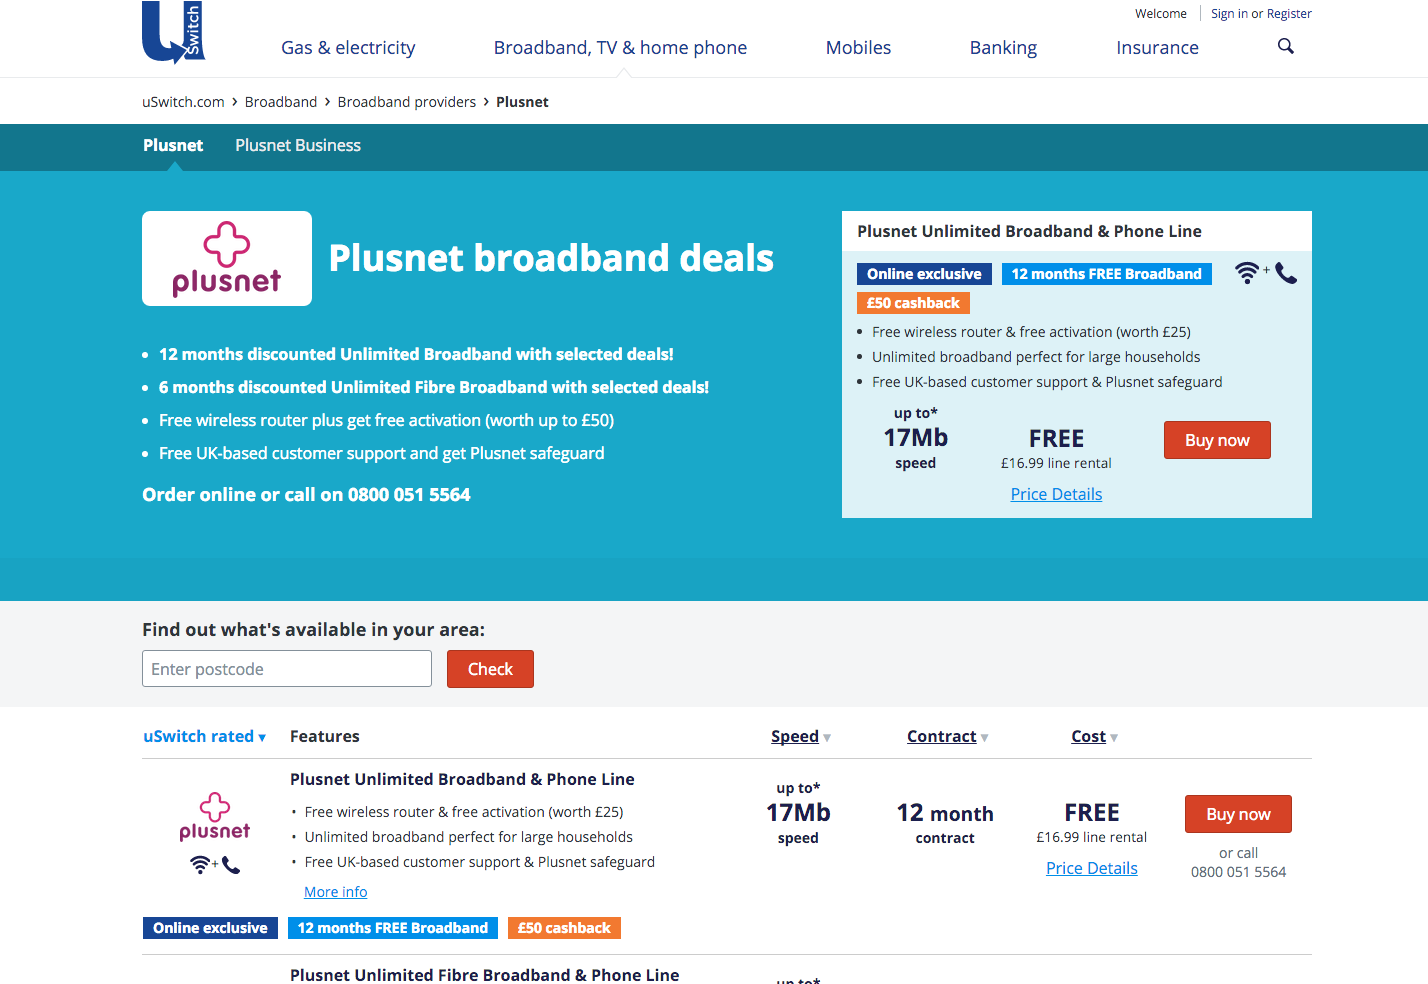 USwitch
Welcome
Sign in or Register
Gas & electricity
Broadband, TV & home phone
Mobiles
Banking
Insurance
uSwitch.com › Broadband › Broadband providers › Plusnet
Plusnet
Plusnet Business
plusnet
Plusnet broadband deals
• 12 months discounted Unlimited Broadband with selected deals!
• 6 months discounted Unlimited Fibre Broadband with selected deals!
• Free wireless router plus get free activation (worth up to £50)
• Free UK-based customer support and get Plusnet safeguard
Order online or call on 0800 051 5564
Plusnet Unlimited Broadband & Phone Line
Online exclusive
12 months FREE Broadband
+
£50 cashback
• Free wireless router & free activation (worth £25)
• Unlimited broadband perfect for large households
• Free UK-based customer support & Plusnet safeguard
up to*
17Mb
speed
FREE
£16.99 line rental
Price Details
Buy now
Find out what's available in your area:
Enter postcode
Check
uSwitch rated ▾
Features
Speed ▾
Contract ▾
Cost ▾
plusnet
+
Plusnet Unlimited Broadband & Phone Line
• Free wireless router & free activation (worth £25)
• Unlimited broadband perfect for large households
• Free UK-based customer support & Plusnet safeguard
More info
up to*
17Mb
speed
12 month
contract
FREE
£16.99 line rental
Price Details
Buy now
or call
0800 051 5564
Online exclusive
12 months FREE Broadband
£50 cashback
Plusnet Unlimited Fibre Broadband & Phone Line
up to*